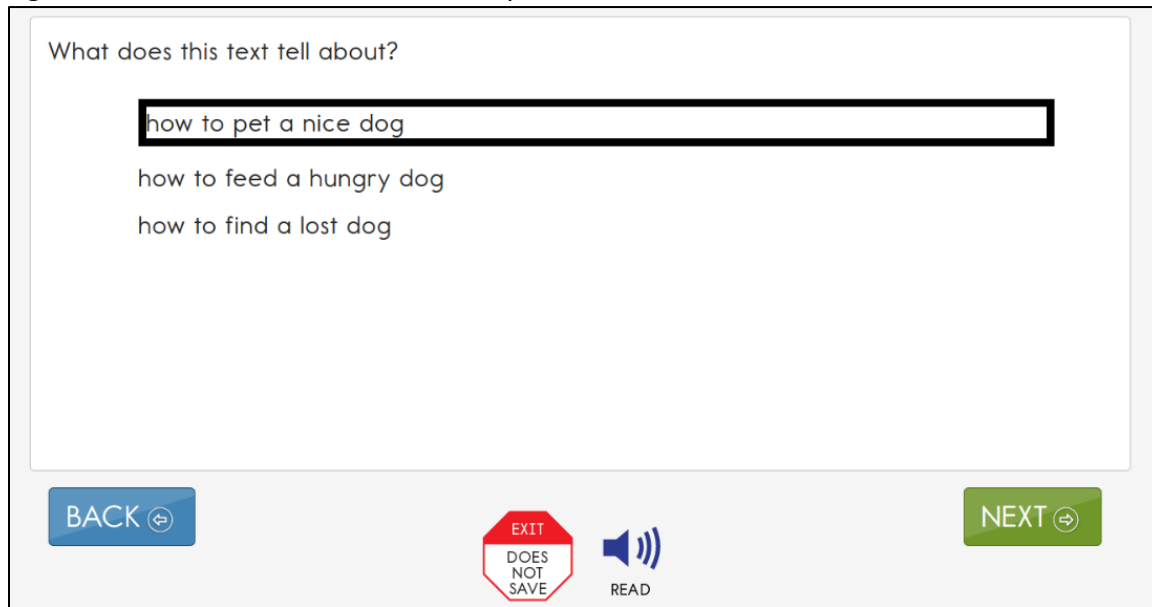 What does this text tell about?
how to pet a nice dog
how to feed a hungry dog
how to find a lost dog
BACK
NEXT
EXIT
DOES
NOT
SAVE
READ